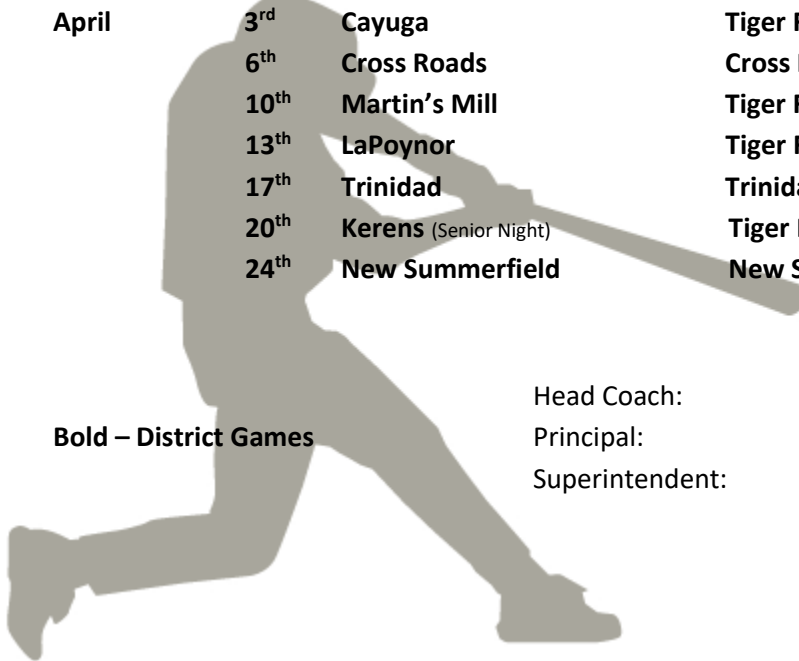 April 3rd Cayuga Tiger
6th Cross Roads Cross
10th Martin's Mill Tiger
13th LaPoynor Tiger
17th Trinidad
20th Kerens (Senior Night) Tiger
24th New Summerfield New
Head Coach:
Bold – District Games Principal:
Superintendent: